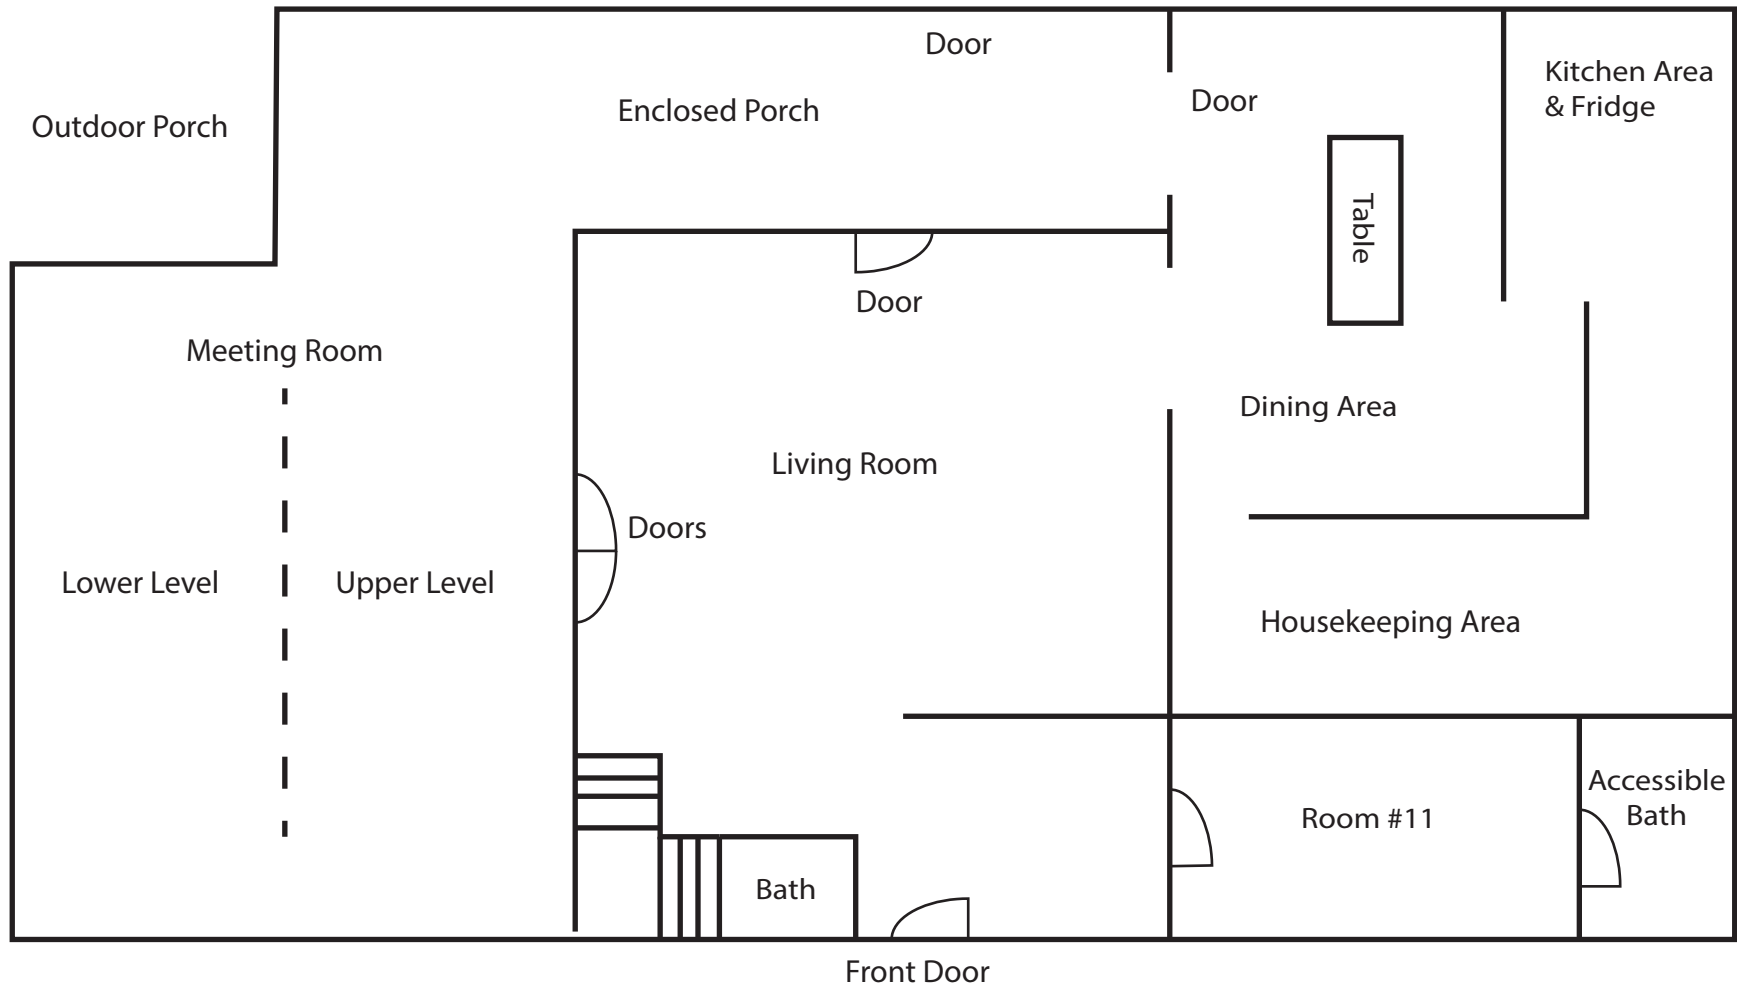 Door
Kitchen Area
& Fridge
Door
Enclosed Porch
Outdoor Porch
Table
Door
Meeting Room
Dining Area
Living Room
Doors
Lower Level
Upper Level
Housekeeping Area
Accessible
Bath
Room #11
Bath
Front Door